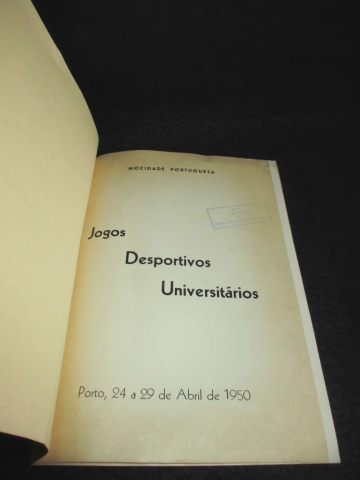 MOCIDADE PORTUGUESA
Jogos
Desportivos
Universitários
Porto, 24 a 29 de Abril de 1950